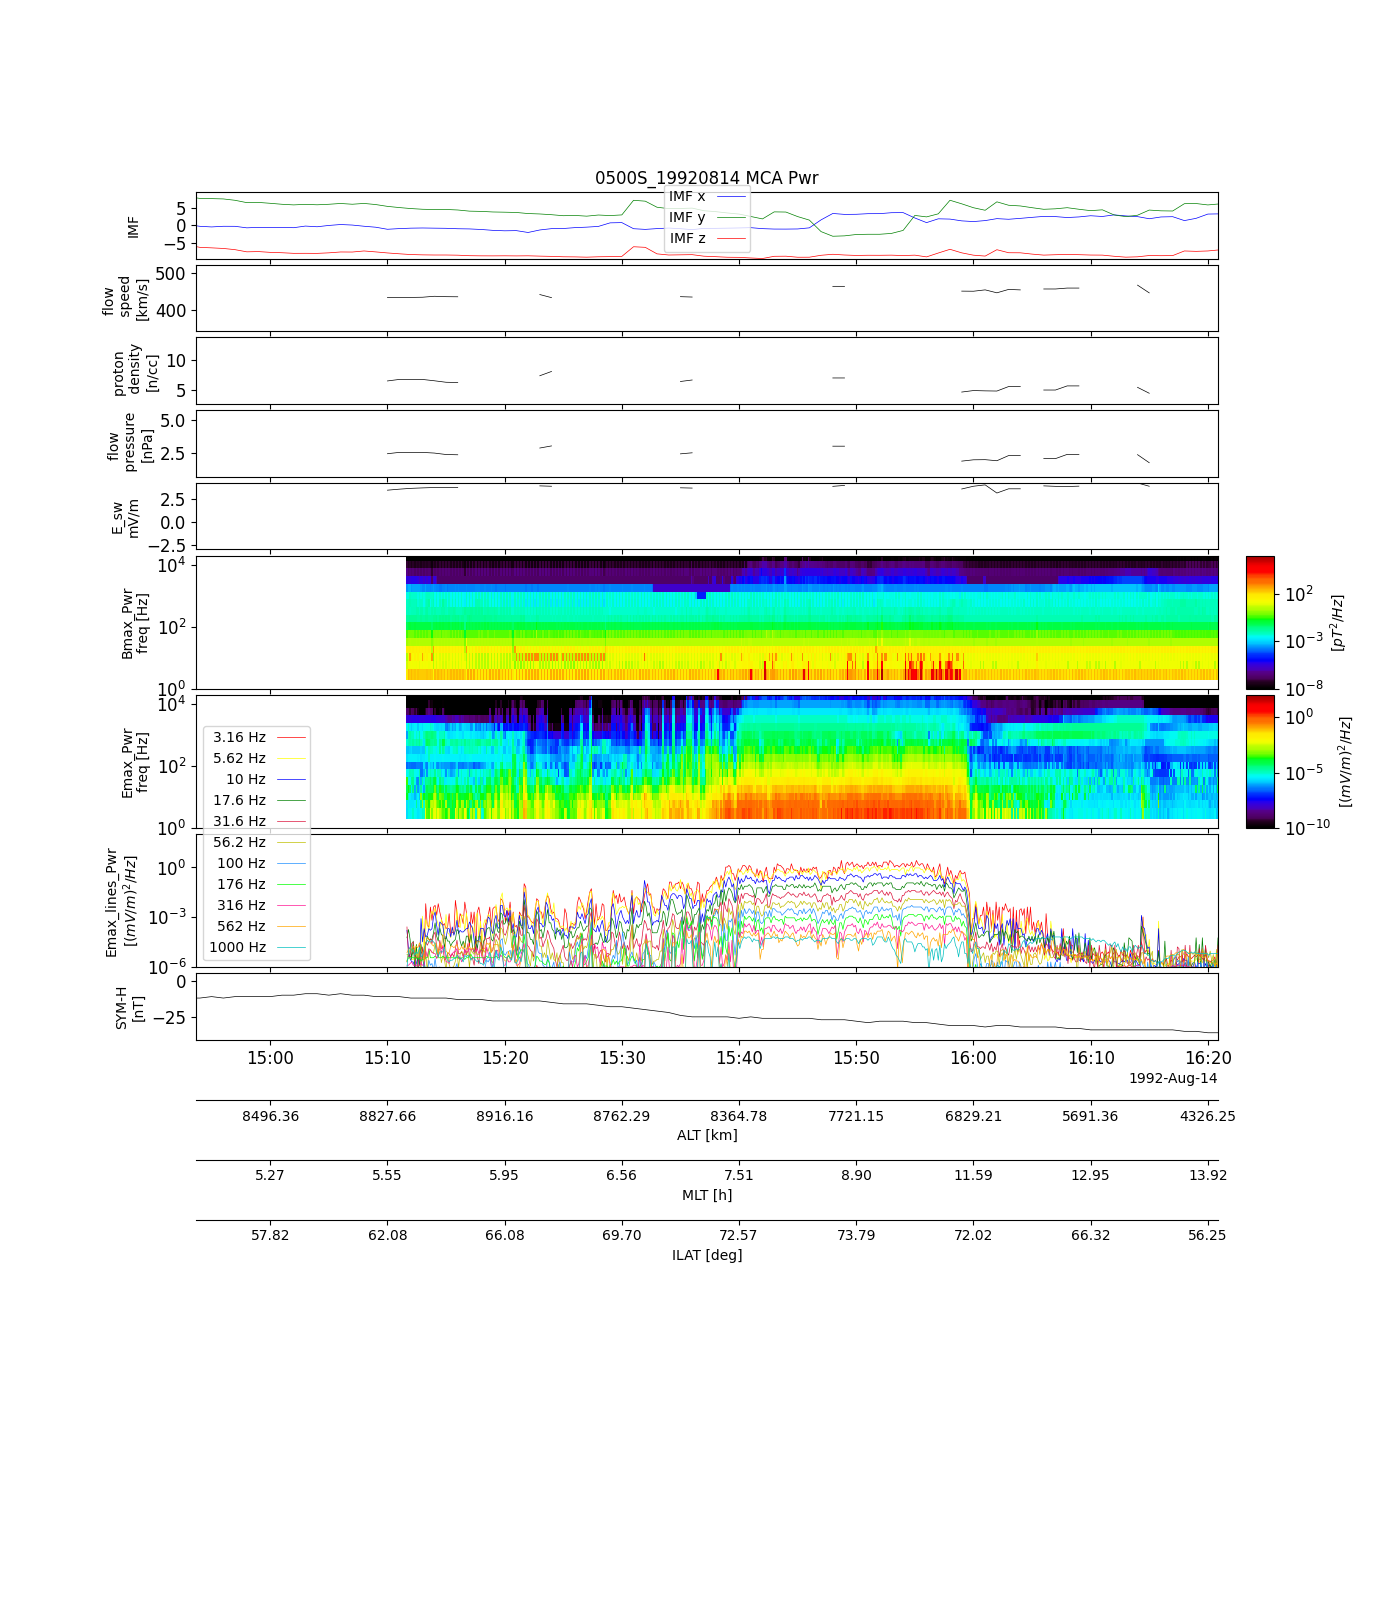 0500S_19920814 MCA Pwr
IMF
5
0
−5
IMF x
IMF y
IMF z
flow
speed
[km/s]
500
400
proton
density
[n/cc]
10
5
flow
pressure
[nPa]
5.0
2.5
E_sw
mV/m
2.5
0.0
−2.5
Bmax_Pwr
freq [Hz]
10^4
10^2
10^0
10^2
10^−3
10^−8
[pT^2/Hz]
Emax_Pwr
freq [Hz]
10^4
10^2
10^0
10^0
10^−5
10^−10
[(mV/m)^2/Hz]
3.16 Hz
5.62 Hz
10 Hz
17.6 Hz
31.6 Hz
56.2 Hz
100 Hz
176 Hz
316 Hz
562 Hz
1000 Hz
Emax_lines_Pwr
[(mV/m)^2/Hz]
10^0
10^−3
10^−6
SYM-H
[nT]
0
−25
15:00 15:10 15:20 15:30 15:40 15:50 16:00 16:10 16:20
1992-Aug-14
8496.36 8827.66 8916.16 8762.29 8364.78 7721.15 6829.21 5691.36 4326.25
ALT [km]
5.27 5.55 5.95 6.56 7.51 8.90 11.59 12.95 13.92
MLT [h]
57.82 62.08 66.08 69.70 72.57 73.79 72.02 66.32 56.25
ILAT [deg]